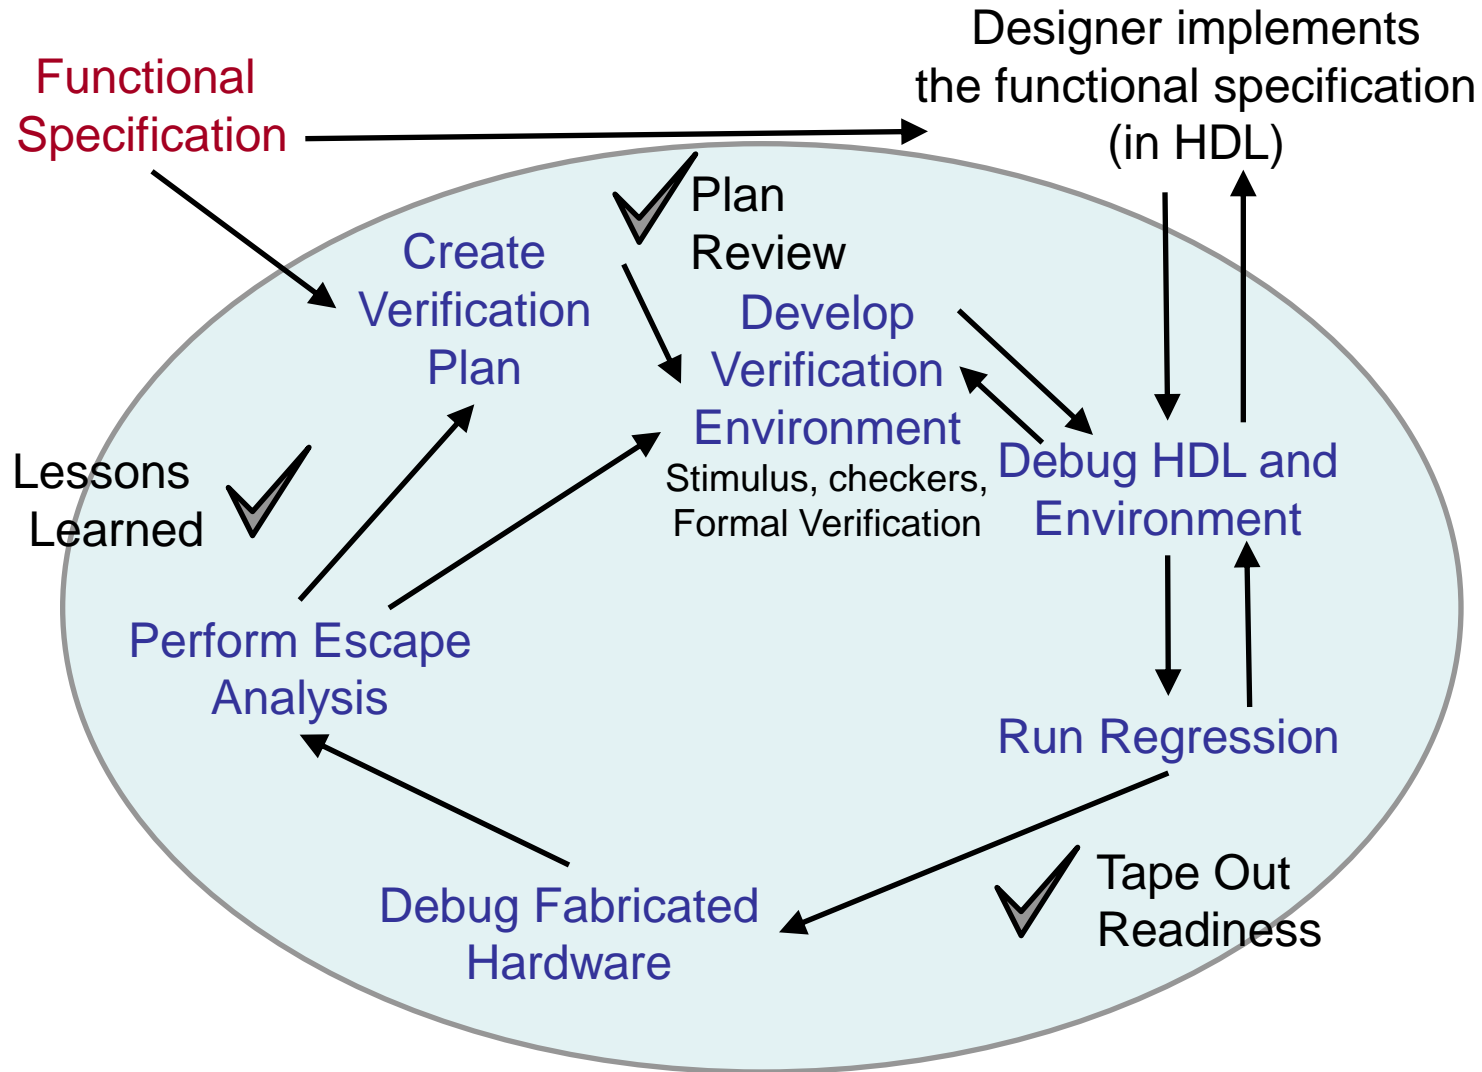 Functional
Specification
Designer implements
the functional specification
(in HDL)
Plan
Review
Create
Verification
Plan
Develop
Verification
Environment
Stimulus, checkers,
Formal Verification
Debug HDL and
Environment
Lessons
Learned
Perform Escape
Analysis
Run Regression
Tape Out
Readiness
Debug Fabricated
Hardware